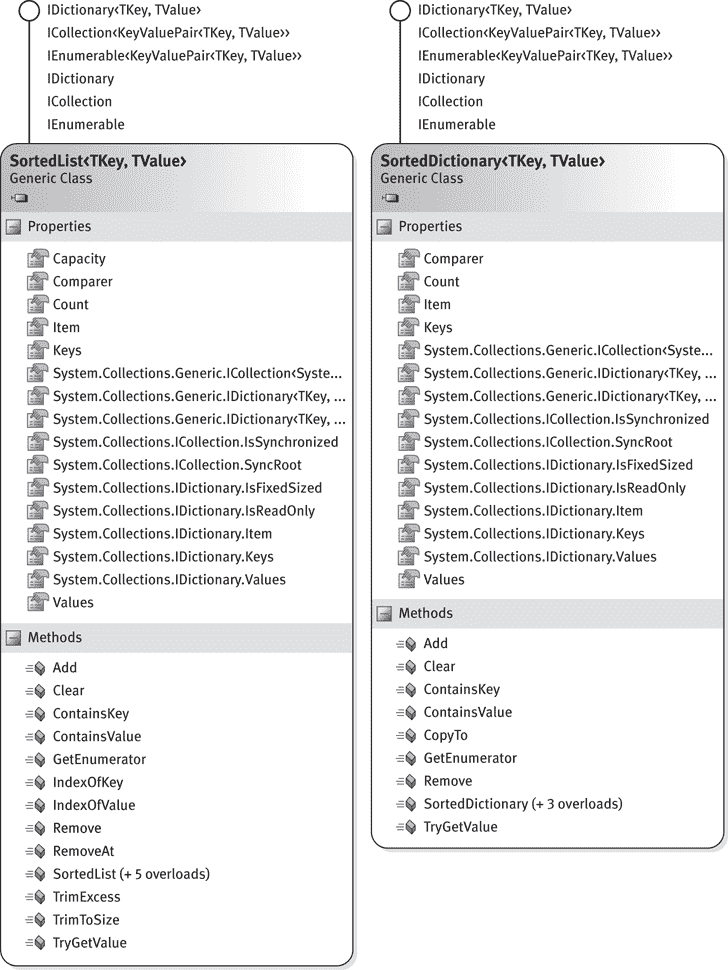 IDictionary<TKey, TValue>
ICollection<KeyValuePair<TKey, TValue>>
IEnumerable<KeyValuePair<TKey, TValue>>
IDictionary
ICollection
IEnumerable
SortedList<TKey, TValue>
Generic Class
Properties
Capacity
Comparer
Count
Item
Keys
System.Collections.Generic.ICollection<Syste...
System.Collections.Generic.IDictionary<TKey, ...
System.Collections.Generic.IDictionary<TKey, ...
System.Collections.ICollection.IsSynchronized
System.Collections.ICollection.SyncRoot
System.Collections.IDictionary.IsFixedSized
System.Collections.IDictionary.IsReadOnly
System.Collections.IDictionary.Item
System.Collections.IDictionary.Keys
System.Collections.IDictionary.Values
Values
Methods
Add
Clear
ContainsKey
ContainsValue
GetEnumerator
IndexOfKey
IndexOfValue
Remove
RemoveAt
SortedList (+ 5 overloads)
TrimExcess
TrimToSize
TryGetValue
IDictionary<TKey, TValue>
ICollection<KeyValuePair<TKey, TValue>>
IEnumerable<KeyValuePair<TKey, TValue>>
IDictionary
ICollection
IEnumerable
SortedDictionary<TKey, TValue>
Generic Class
Properties
Comparer
Count
Item
Keys
System.Collections.Generic.ICollection<Syste...
System.Collections.Generic.IDictionary<TKey, ...
System.Collections.Generic.IDictionary<TKey, ...
System.Collections.ICollection.IsSynchronized
System.Collections.ICollection.SyncRoot
System.Collections.IDictionary.IsFixedSized
System.Collections.IDictionary.IsReadOnly
System.Collections.IDictionary.Item
System.Collections.IDictionary.Keys
System.Collections.IDictionary.Values
Values
Methods
Add
Clear
ContainsKey
ContainsValue
CopyTo
GetEnumerator
Remove
SortedDictionary (+ 3 overloads)
TryGetValue